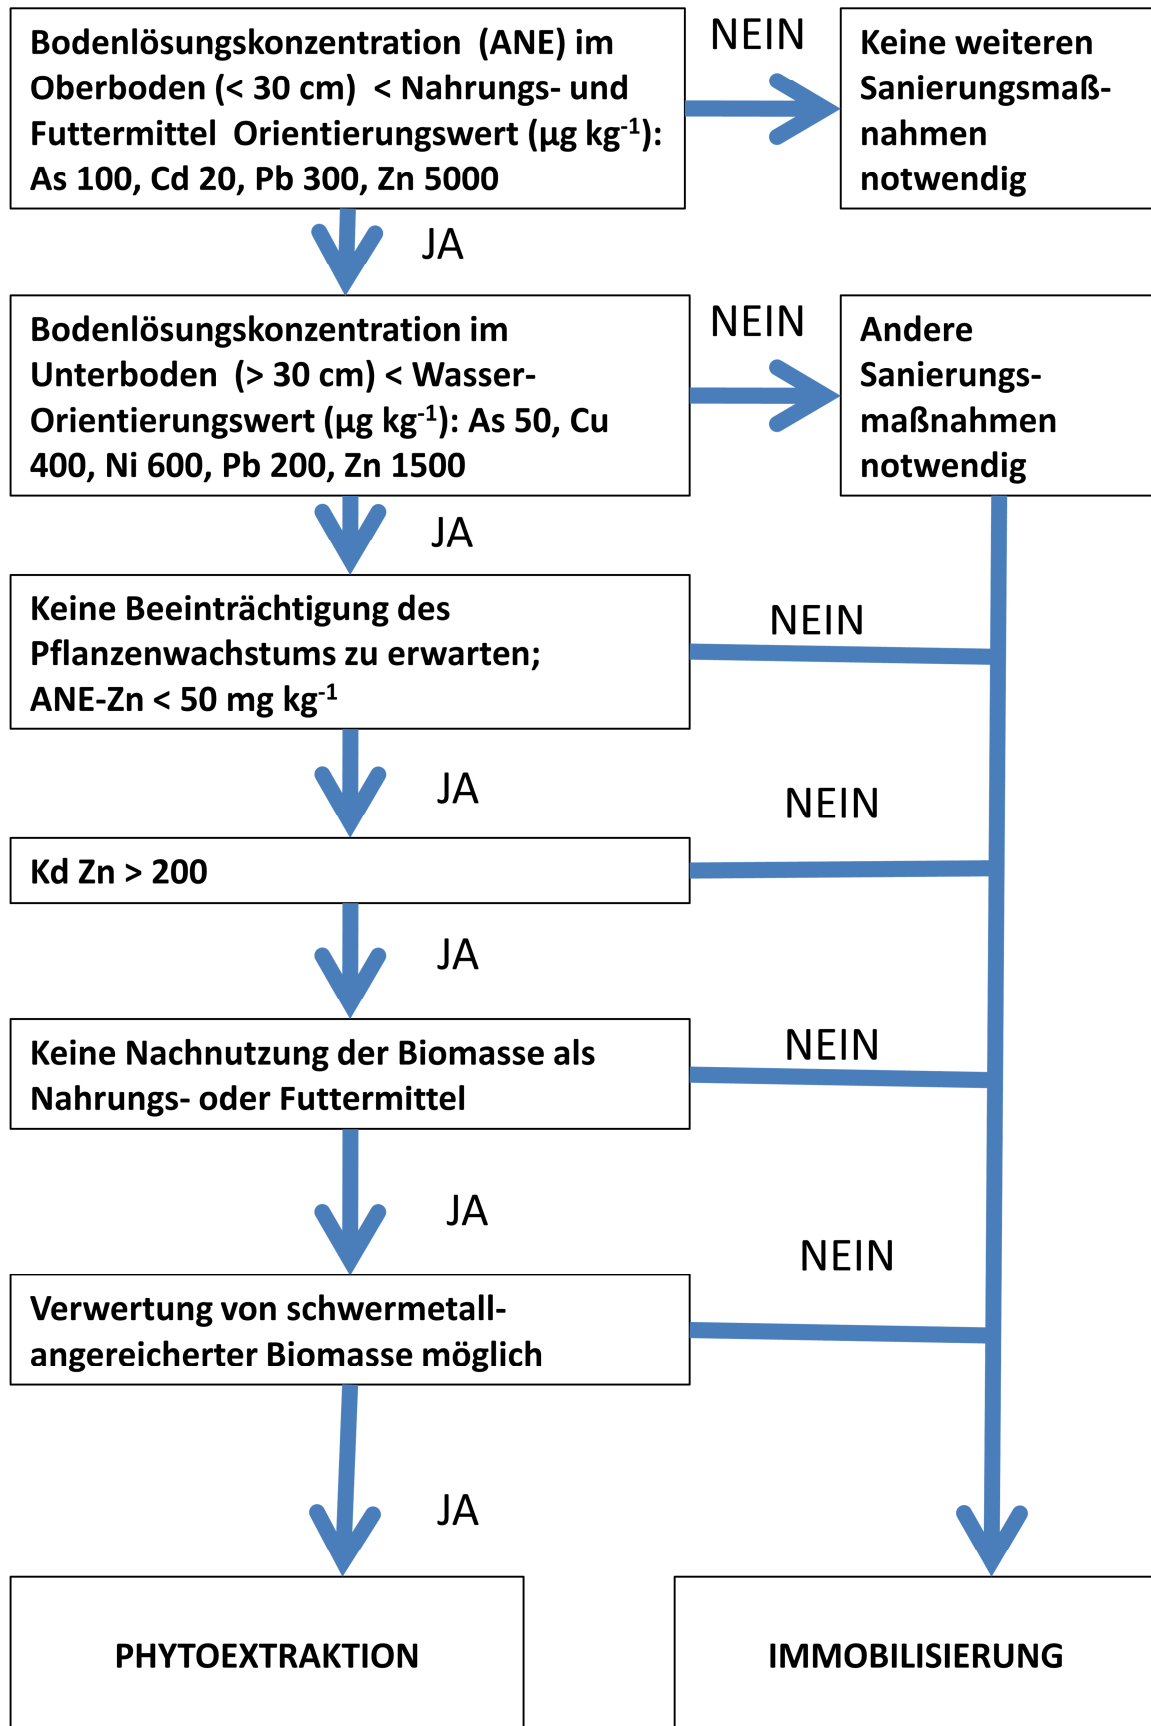 Bodenlösungskonzentration (ANE) im
Oberboden (< 30 cm) < Nahrungs- und
Futtermittel Orientierungswert (µg kg⁻¹):
As 100, Cd 20, Pb 300, Zn 5000
NEIN
Keine weiteren
Sanierungsmaß-
nahmen
notwendig
JA
Bodenlösungskonzentration im
Unterboden (> 30 cm) < Wasser-
Orientierungswert (µg kg⁻¹): As 50, Cu
400, Ni 600, Pb 200, Zn 1500
NEIN
Andere
Sanierungs-
maßnahmen
notwendig
JA
Keine Beeinträchtigung des
Pflanzenwachstums zu erwarten;
ANE-Zn < 50 mg kg⁻¹
NEIN
JA
NEIN
Kd Zn > 200
JA
Keine Nachnutzung der Biomasse als
Nahrungs- oder Futtermittel
NEIN
JA
NEIN
Verwertung von schwermetall-
angereicherter Biomasse möglich
JA
PHYTOEXTRAKTION
IMMOBILISIERUNG